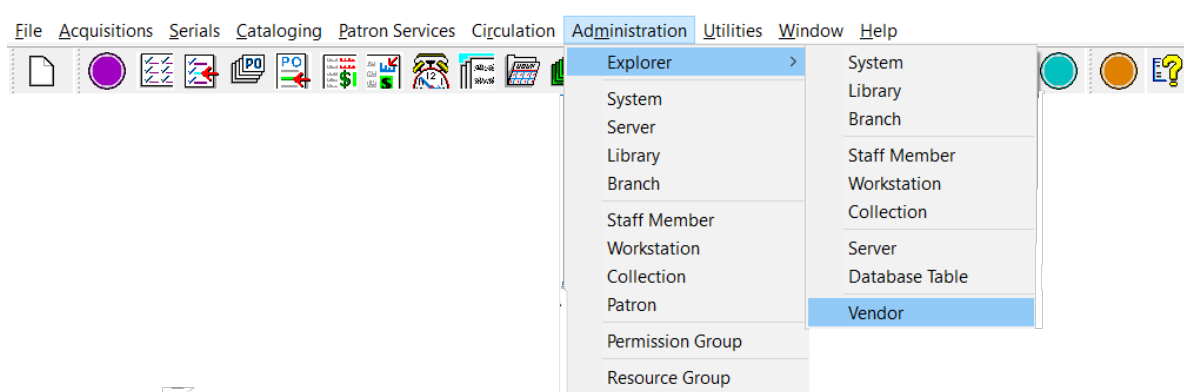 File Acquisitions Serials Cataloging Patron Services Circulation Administration Utilities Window Help
PO
PO
$
$
12
Explorer >
System
Server
Library
Branch
Staff Member
Workstation
Collection
Patron
Permission Group
Resource Group
System
Library
Branch
Staff Member
Workstation
Collection
Server
Database Table
Vendor